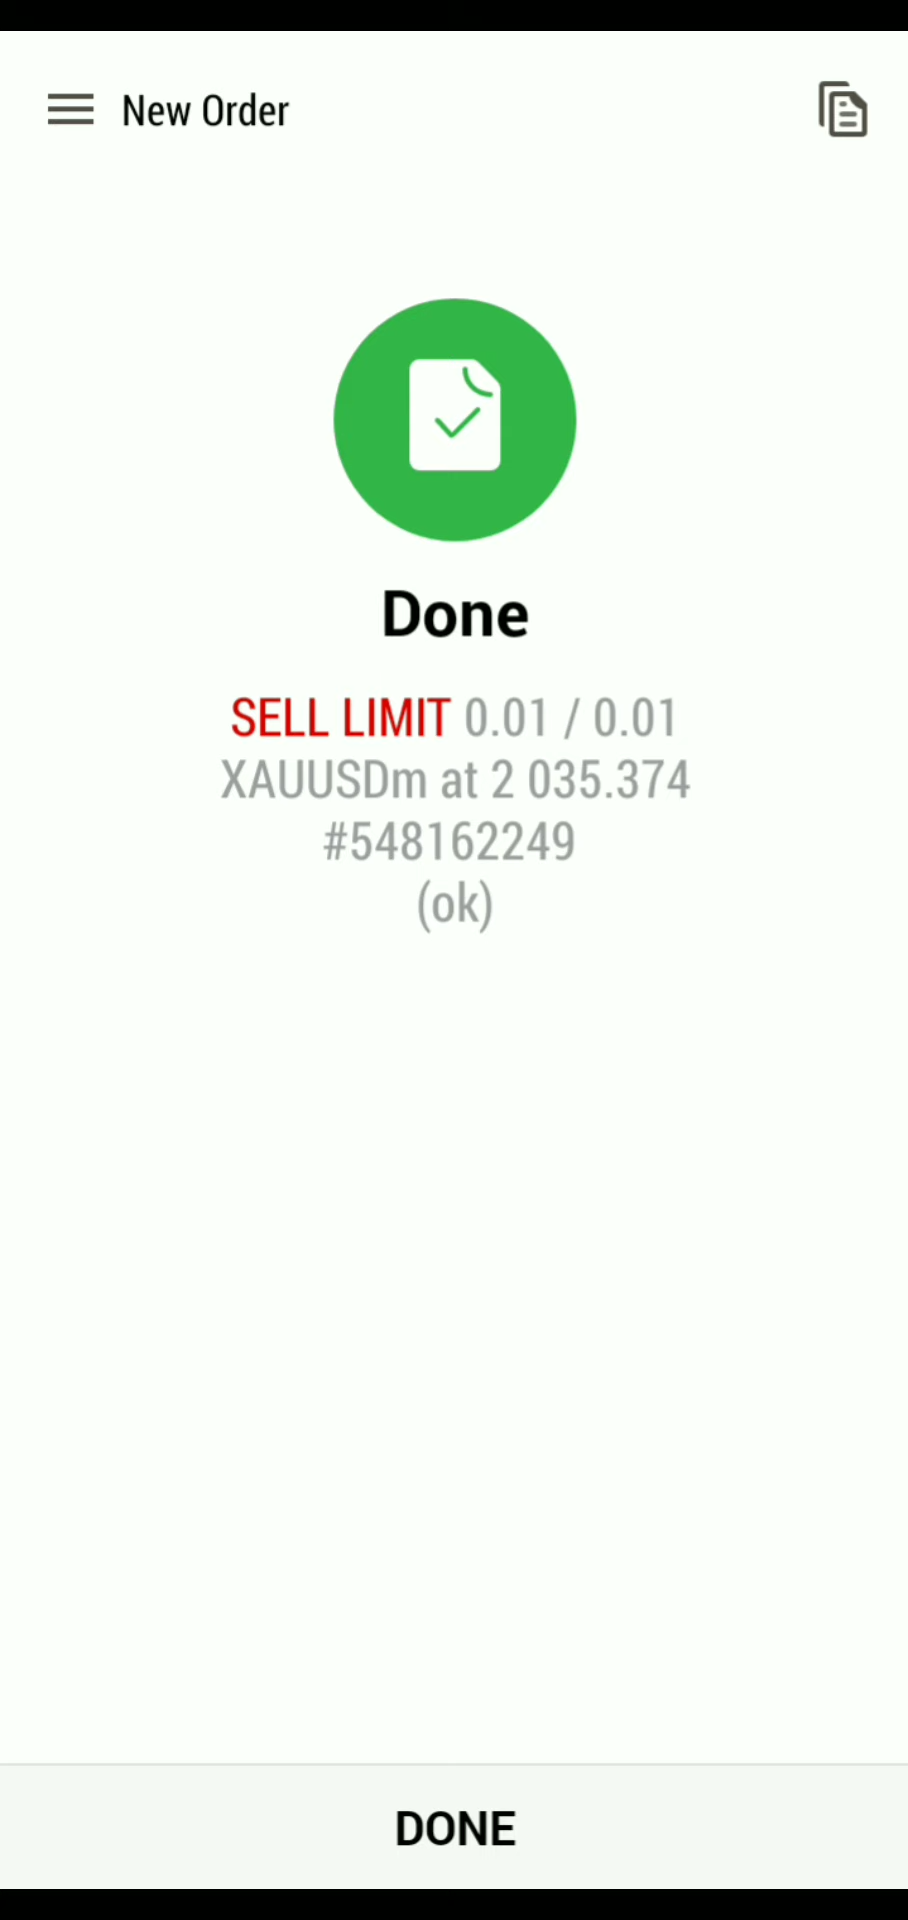 New Order
Done
SELL LIMIT 0.01 / 0.01
XAUUSDm at 2 035.374
#548162249
(ok)
DONE